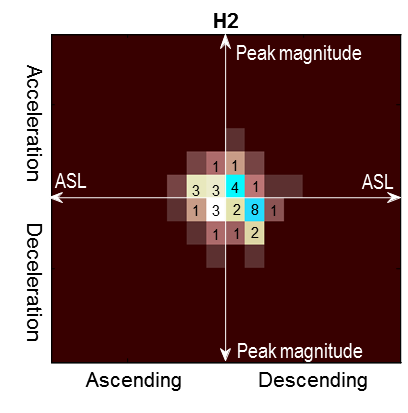 H2
Peak magnitude
Acceleration
1 1
3 3 4 1
ASL
ASL
1 3 2 8 1
Deceleration
1 1 2
Peak magnitude
Ascending Descending